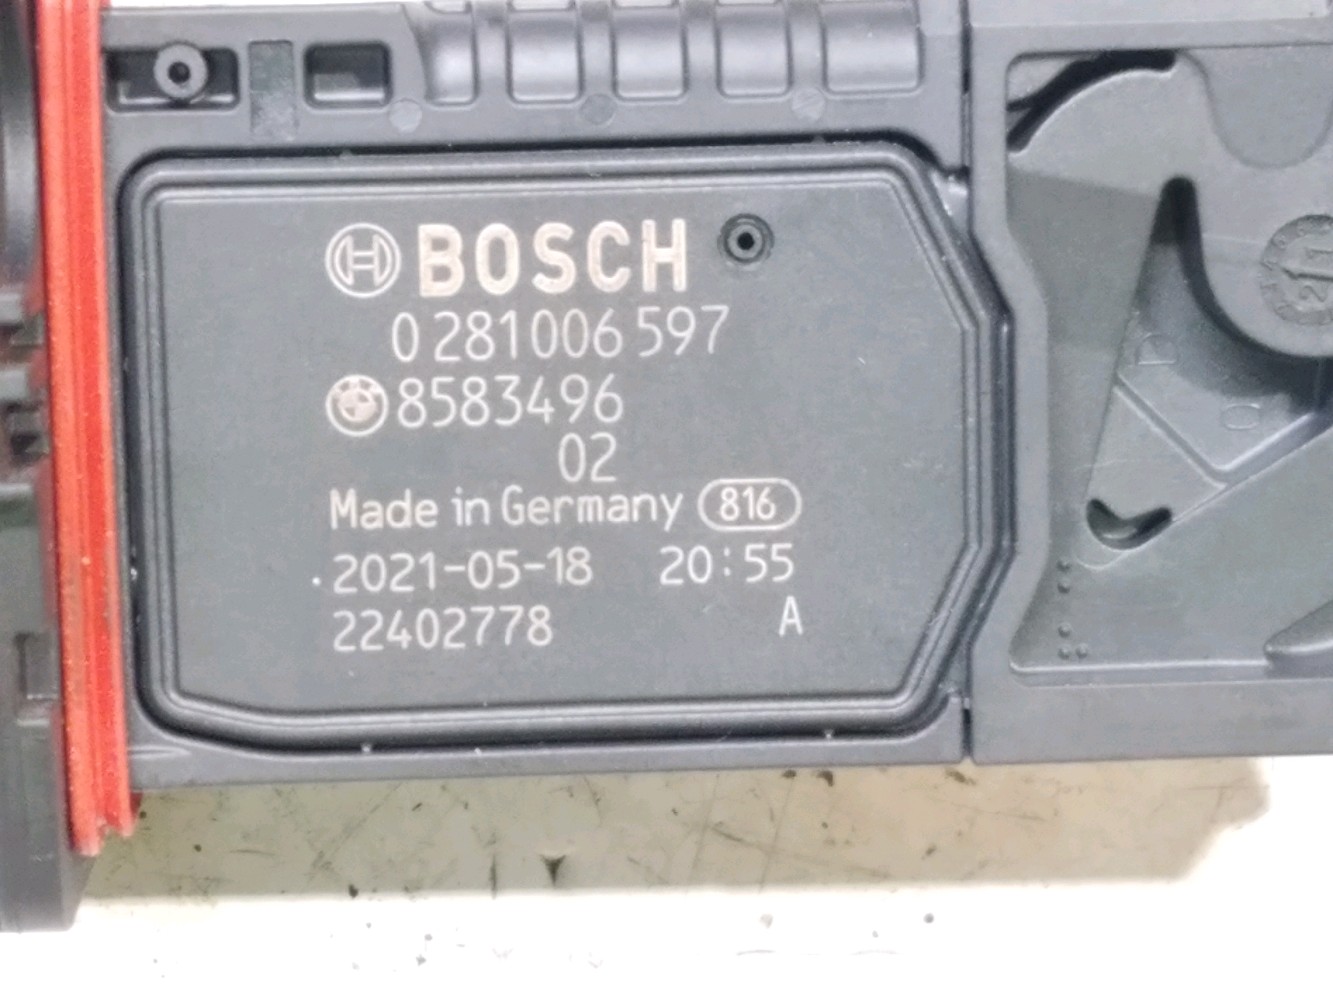 BOSCH
0 281 006 597
8583496
02
Made in Germany 816
2021-05-18 20:55
22402778 A